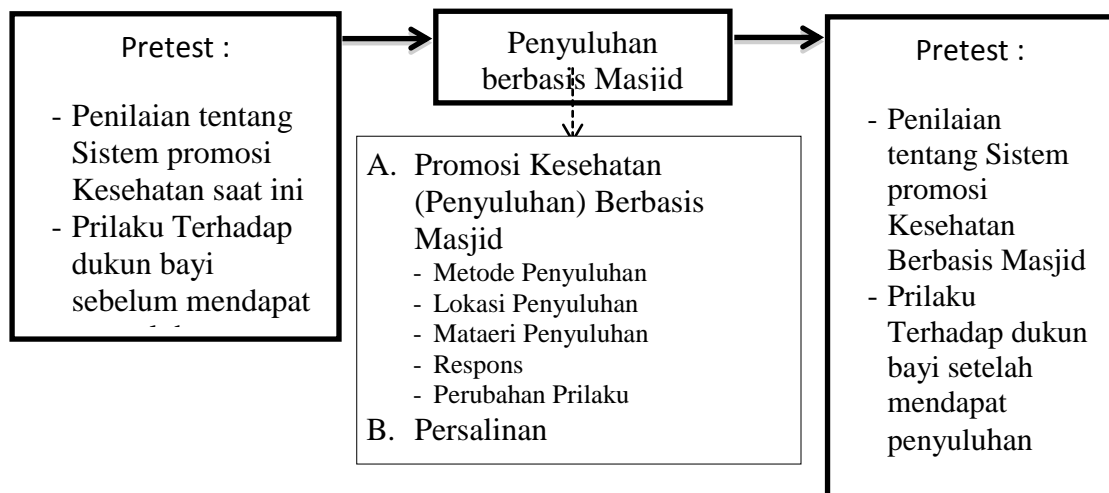 Pretest :
- Penilaian tentang
Sistem promosi
Kesehatan saat ini
- Prilaku Terhadap
dukun bayi
sebelum mendapat
Penyuluhan
berbasis Masjid
A. Promosi Kesehatan
(Penyuluhan) Berbasis
Masjid
- Metode Penyuluhan
- Lokasi Penyuluhan
- Mataeri Penyuluhan
- Respons
- Perubahan Prilaku
B. Persalinan
Pretest :
- Penilaian
tentang Sistem
promosi
Kesehatan
Berbasis Masjid
- Prilaku
Terhadap dukun
bayi setelah
mendapat
penyuluhan